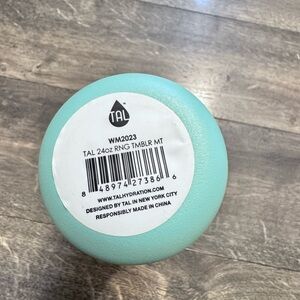 TAL
WM2023
TAL 24oz RNG TMBLR MT
8 48974 27386 6
WWW.TALHYDRATION.COM
DESIGNED BY TAL IN NEW YORK CITY
RESPONSIBLY MADE IN CHINA